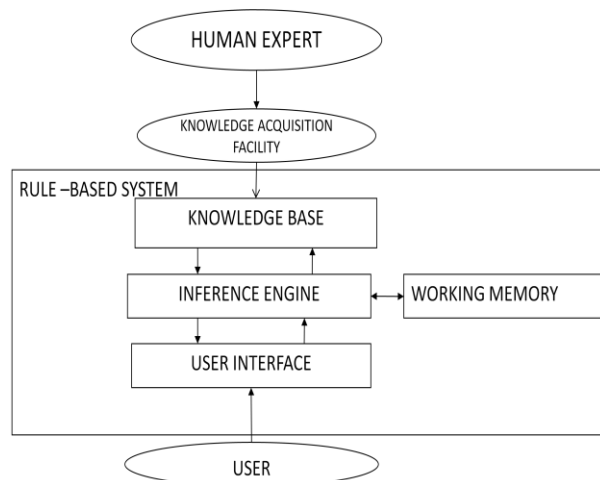 HUMAN EXPERT
KNOWLEDGE ACQUISITION
FACILITY
RULE –BASED SYSTEM
KNOWLEDGE BASE
INFERENCE ENGINE
WORKING MEMORY
USER INTERFACE
USER